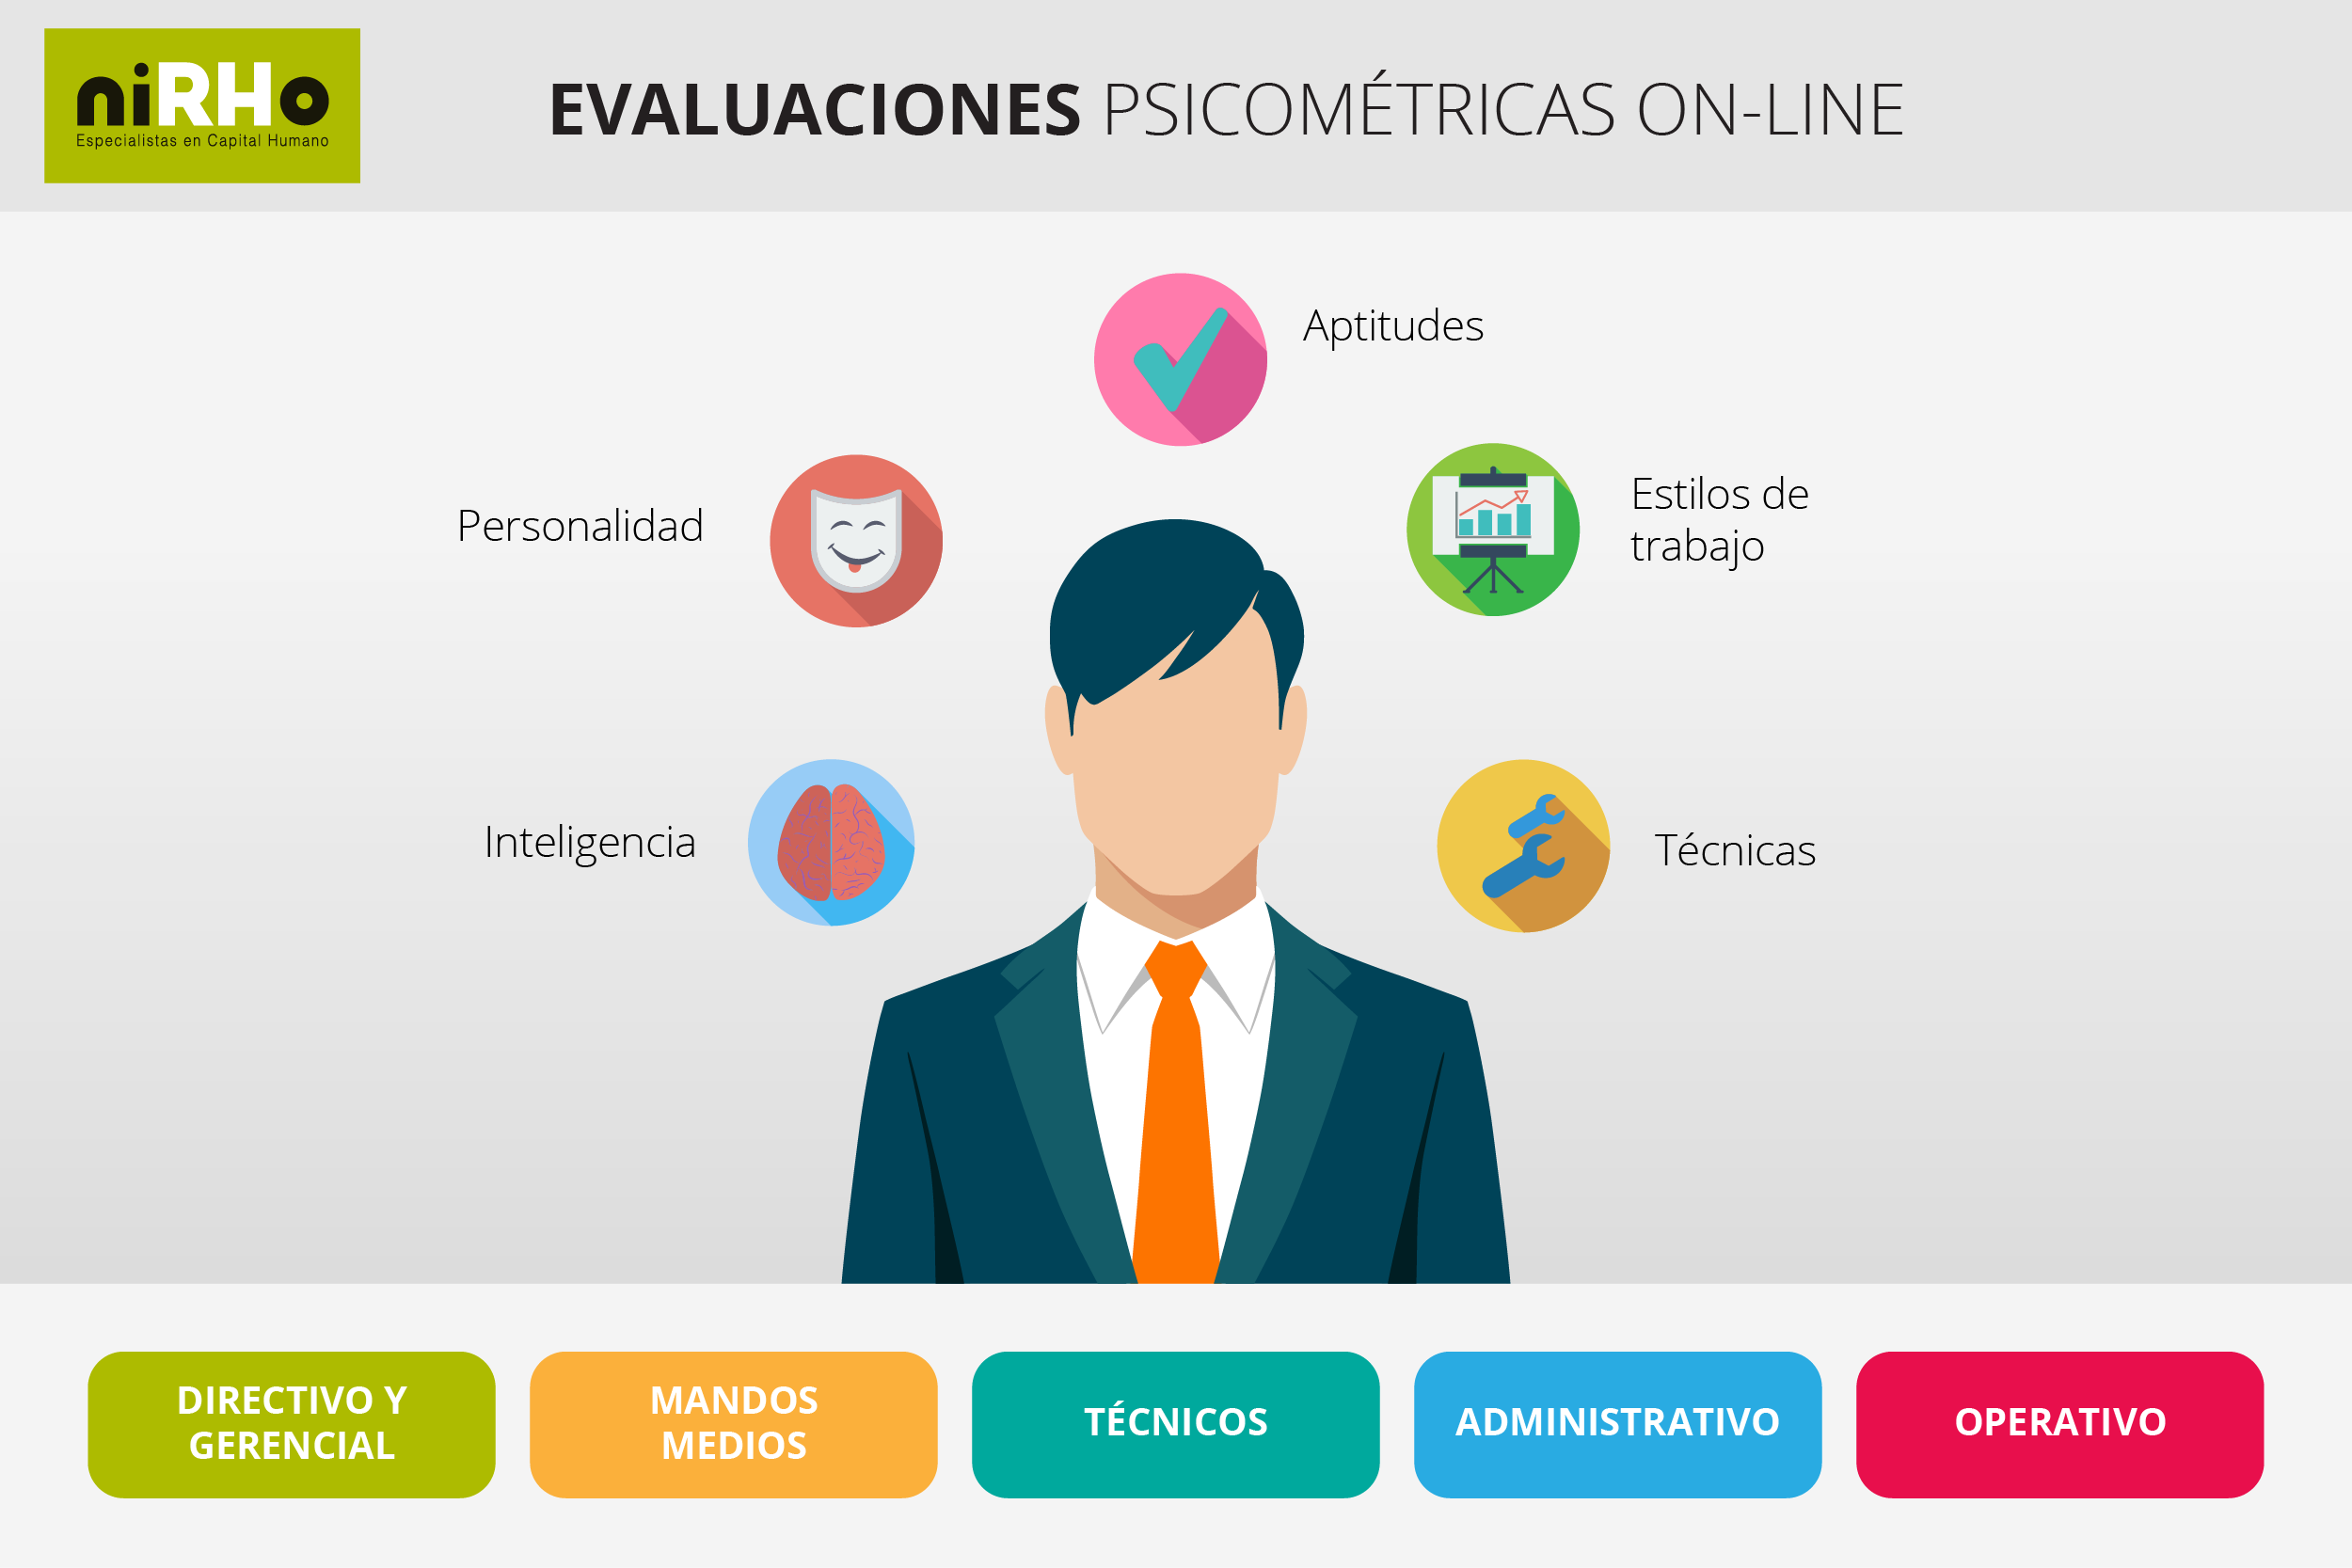 niRHo
Especialistas en Capital Humano
EVALUACIONES PSICOMÉTRICAS ON-LINE
Aptitudes
Personalidad
Estilos de
trabajo
Inteligencia
Técnicas
DIRECTIVO Y
GERENCIAL
MANDOS
MEDIOS
TÉCNICOS
ADMINISTRATIVO
OPERATIVO